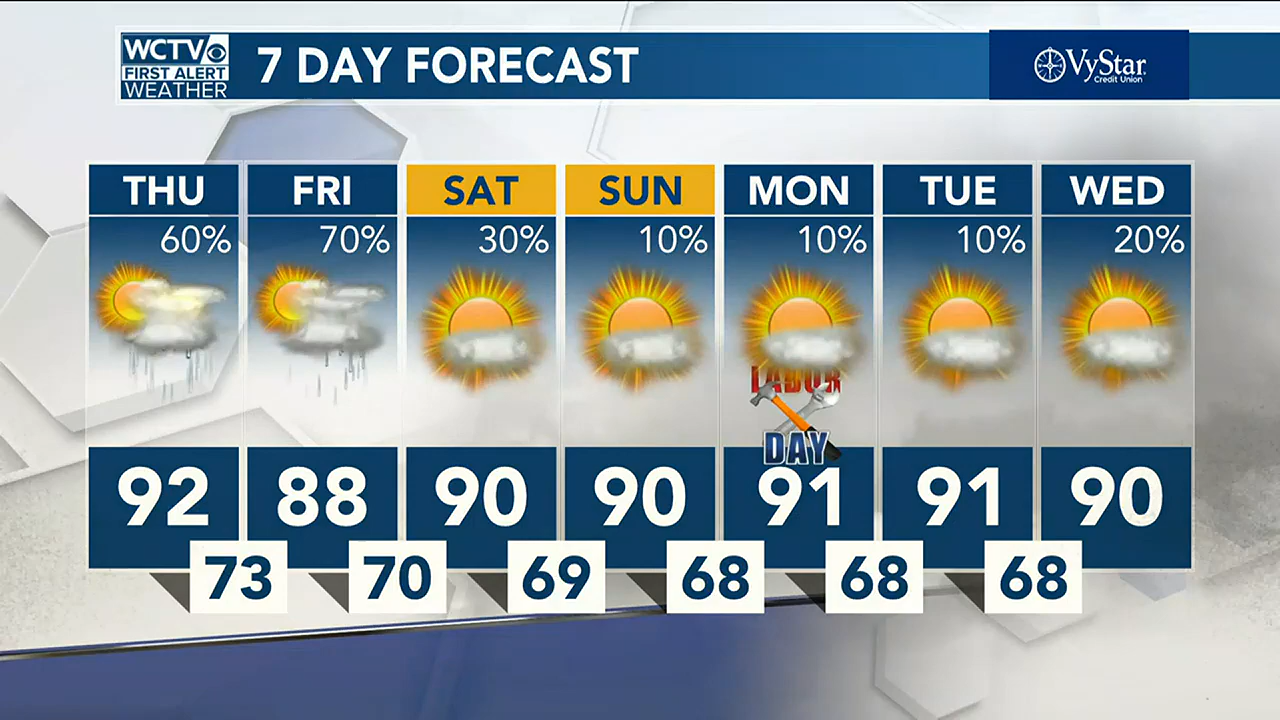 WCTV
FIRST ALERT
WEATHER
7 DAY FORECAST
VyStar
Credit Union
THU FRI SAT SUN MON TUE WED
60% 70% 30% 10% 10% 10% 20%
LABOR
DAY
92 88 90 90 91 91 90
73 70 69 68 68 68